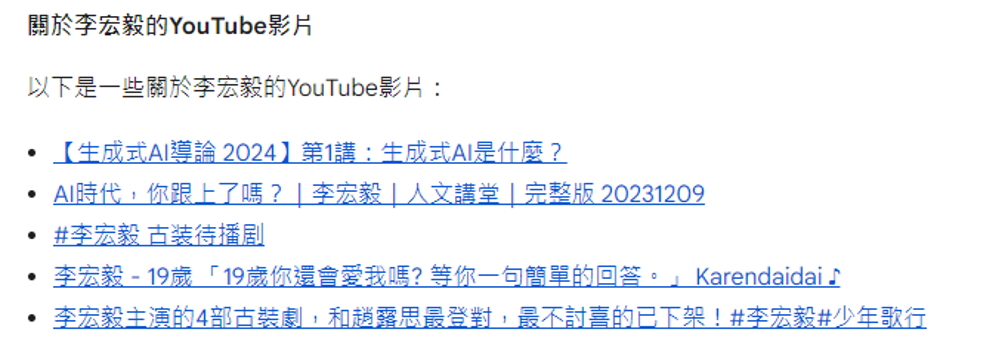 關於李宏毅的YouTube影片
以下是一些關於李宏毅的YouTube影片：
• 【生成式AI導論 2024】第1講：生成式AI是什麼？
• AI時代，你跟上了嗎？｜李宏毅｜人文講堂｜完整版 20231209
• #李宏毅 古装待播剧
• 李宏毅 - 19歲 「19歲你還會愛我嗎? 等你一句簡單的回答。」 Karendaidai♪
• 李宏毅主演的4部古裝劇，和趙露思最登對，最不討喜的已下架！#李宏毅#少年歌行